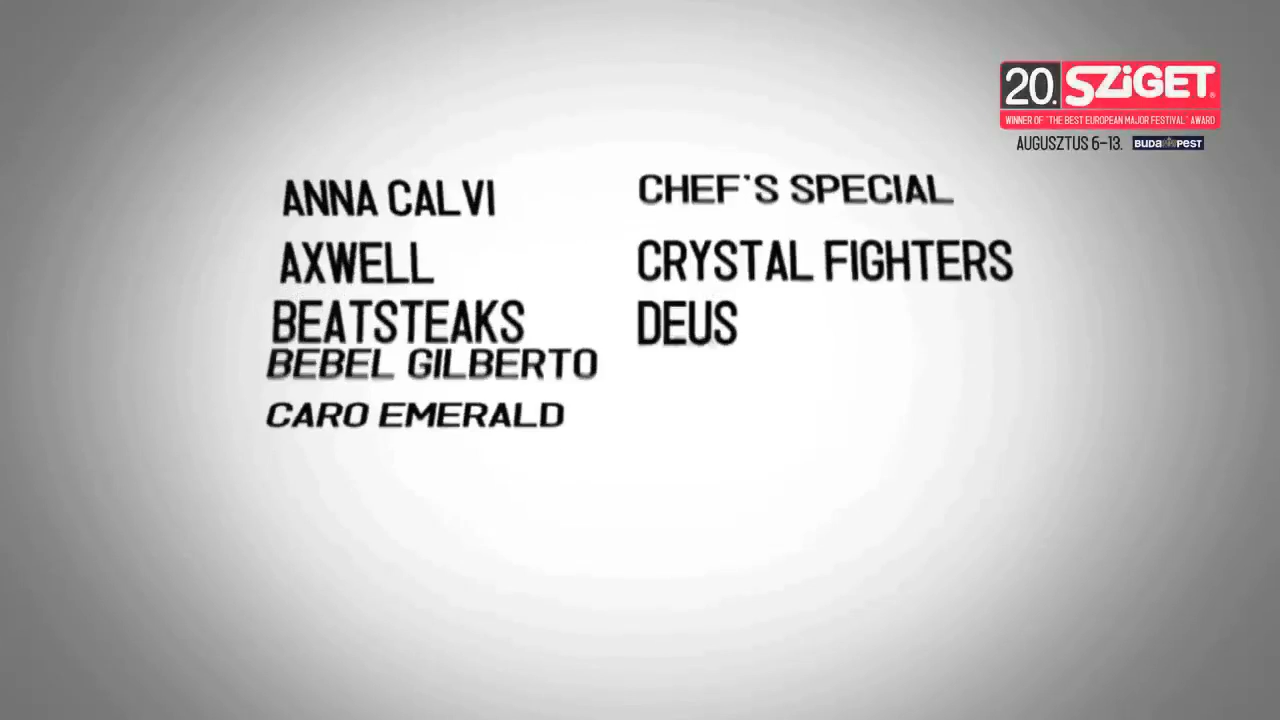 20. SZiGET®
WINNER OF "THE BEST EUROPEAN MAJOR FESTIVAL" AWARD
AUGUSZTUS 6-13. BUDAPEST
ANNA CALVI
AXWELL
BEATSTEAKS
BEBEL GILBERTO
CARO EMERALD
CHEF'S SPECIAL
CRYSTAL FIGHTERS
DEUS